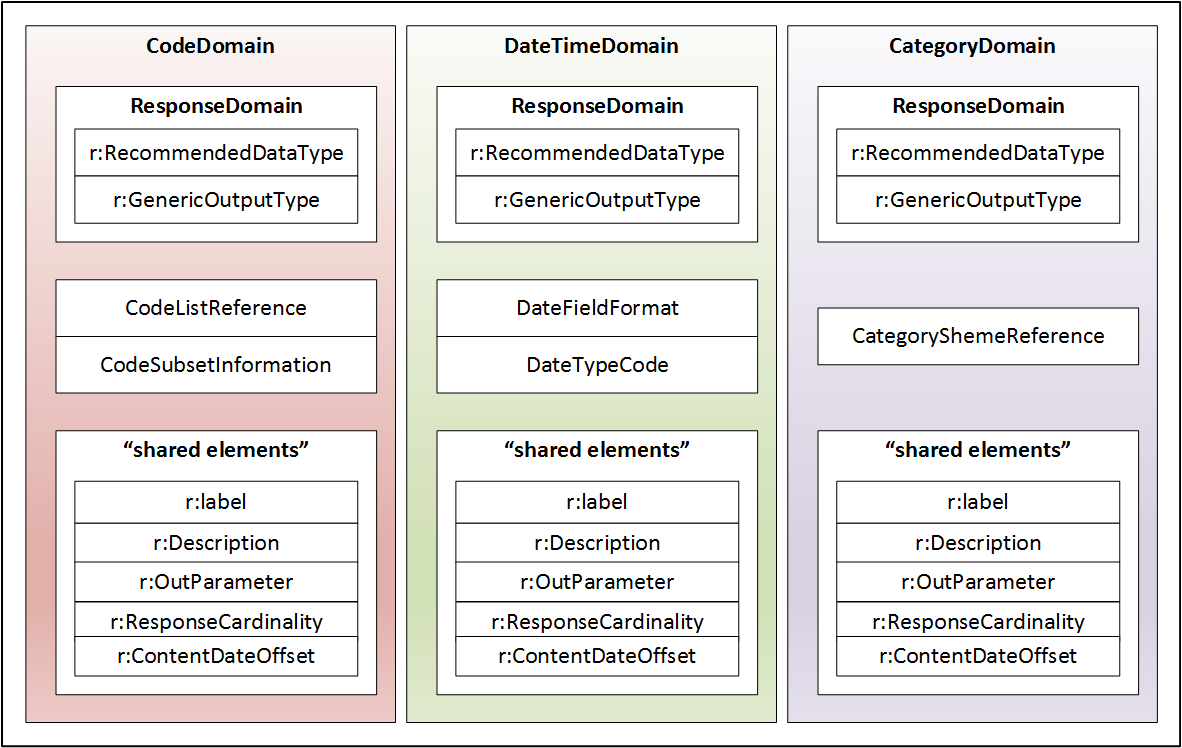 CodeDomain
ResponseDomain
r:RecommendedDataType
r:GenericOutputType
CodeListReference
CodeSubsetInformation
“shared elements”
r:label
r:Description
r:OutParameter
r:ResponseCardinality
r:ContentDateOffset
DateTimeDomain
ResponseDomain
r:RecommendedDataType
r:GenericOutputType
DateFieldFormat
DateTypeCode
“shared elements”
r:label
r:Description
r:OutParameter
r:ResponseCardinality
r:ContentDateOffset
CategoryDomain
ResponseDomain
r:RecommendedDataType
r:GenericOutputType
CategoryShemeReference
“shared elements”
r:label
r:Description
r:OutParameter
r:ResponseCardinality
r:ContentDateOffset